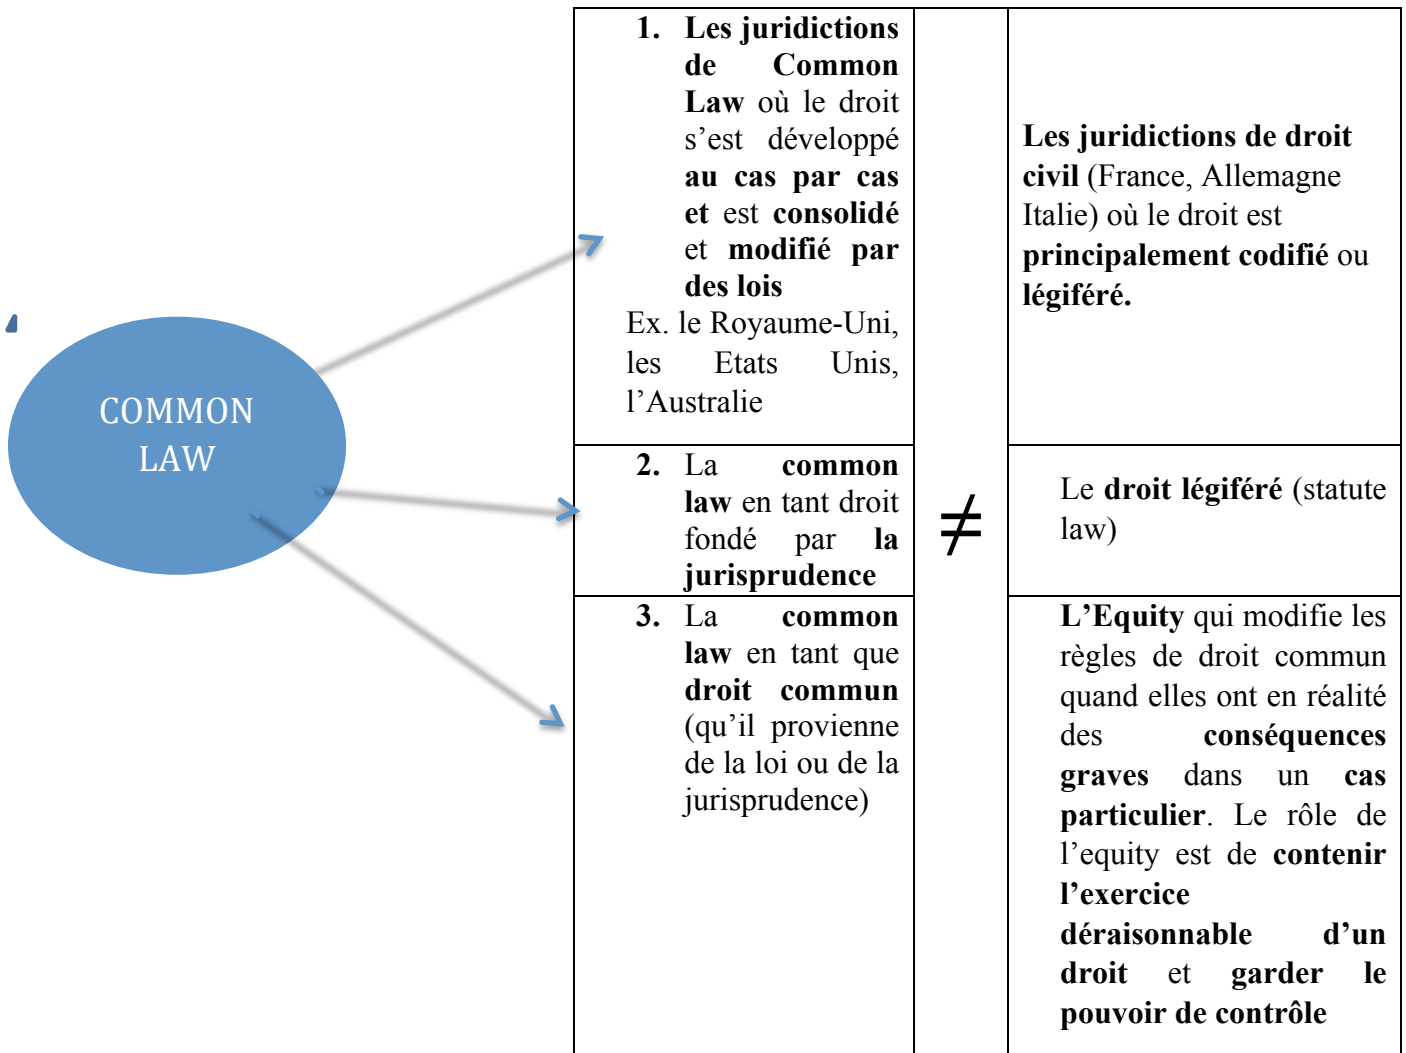 COMMON
LAW
1. Les juridictions
de Common
Law où le droit
s’est développé
au cas par cas
et est consolidé
et modifié par
des lois
Ex. le Royaume-Uni,
les Etats Unis,
l’Australie
≠
Les juridictions de droit
civil (France, Allemagne
Italie) où le droit est
principalement codifié ou
légiféré.
2. La common
law en tant droit
fondé par la
jurisprudence
Le droit légiféré (statute
law)
3. La common
law en tant que
droit commun
(qu’il provienne
de la loi ou de la
jurisprudence)
L’Equity qui modifie les
règles de droit commun
quand elles ont en réalité
des conséquences
graves dans un cas
particulier. Le rôle de
l’equity est de contenir
l’exercice
déraisonnable d’un
droit et garder le
pouvoir de contrôle